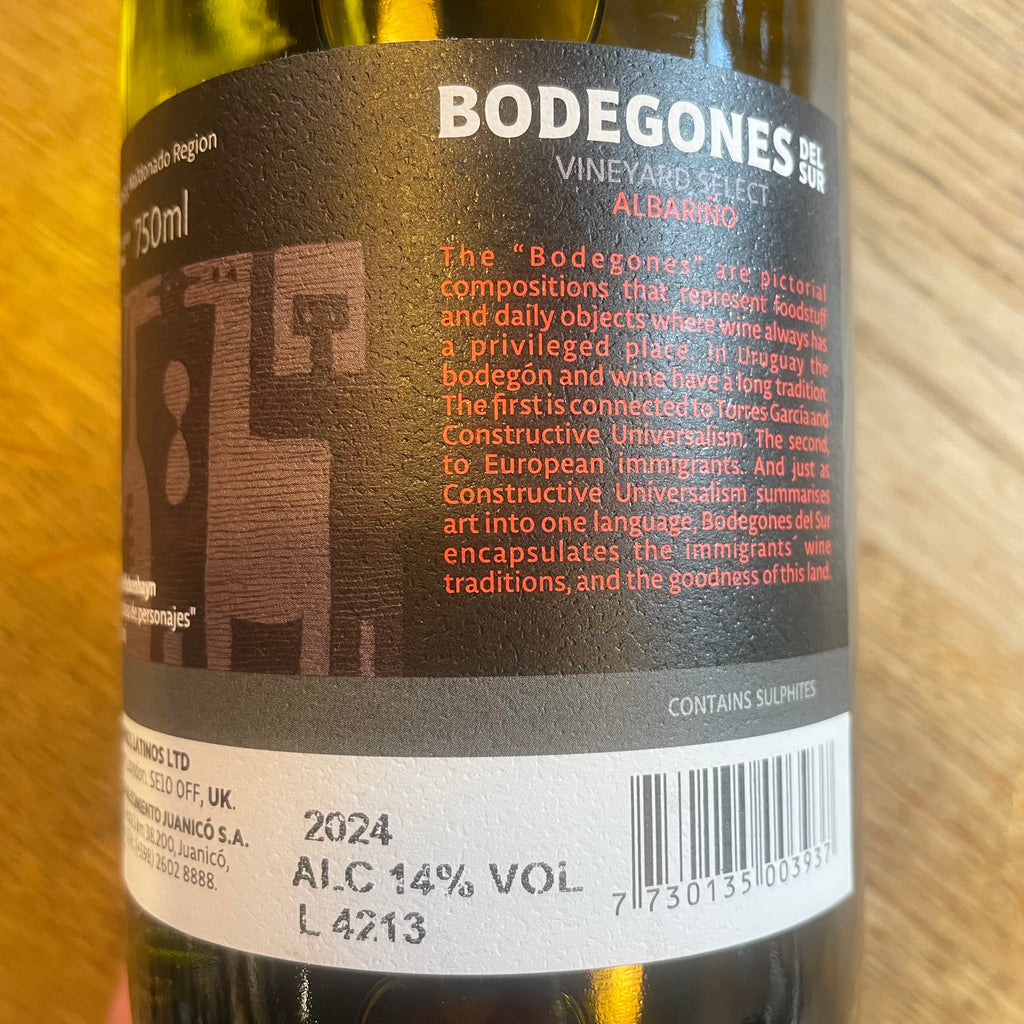 BODEGONES DEL SUR
VINEYARD SELECT
ALBARIÑO
The "Bodegones" are pictorial
compositions that represent foodstuff
and daily objects where wine always has
a privileged place. In Uruguay the
bodegón and wine have a long tradition.
The first is connected to Torres García and
Constructive Universalism. The second,
to European immigrants. And just as
Constructive Universalism summarises
art into one language, Bodegones del Sur
encapsulates the immigrants´ wine
traditions, and the goodness of this land.
CONTAINS SULPHITES
Maldonado Region
750ml
de personajes"
LATINOS LTD
London. SE10 0FF, UK.
JUANICÓ S.A.
38.200, Juanicó,
2602 8888.
2024
ALC 14% VOL
L 4213
7 730135 003937